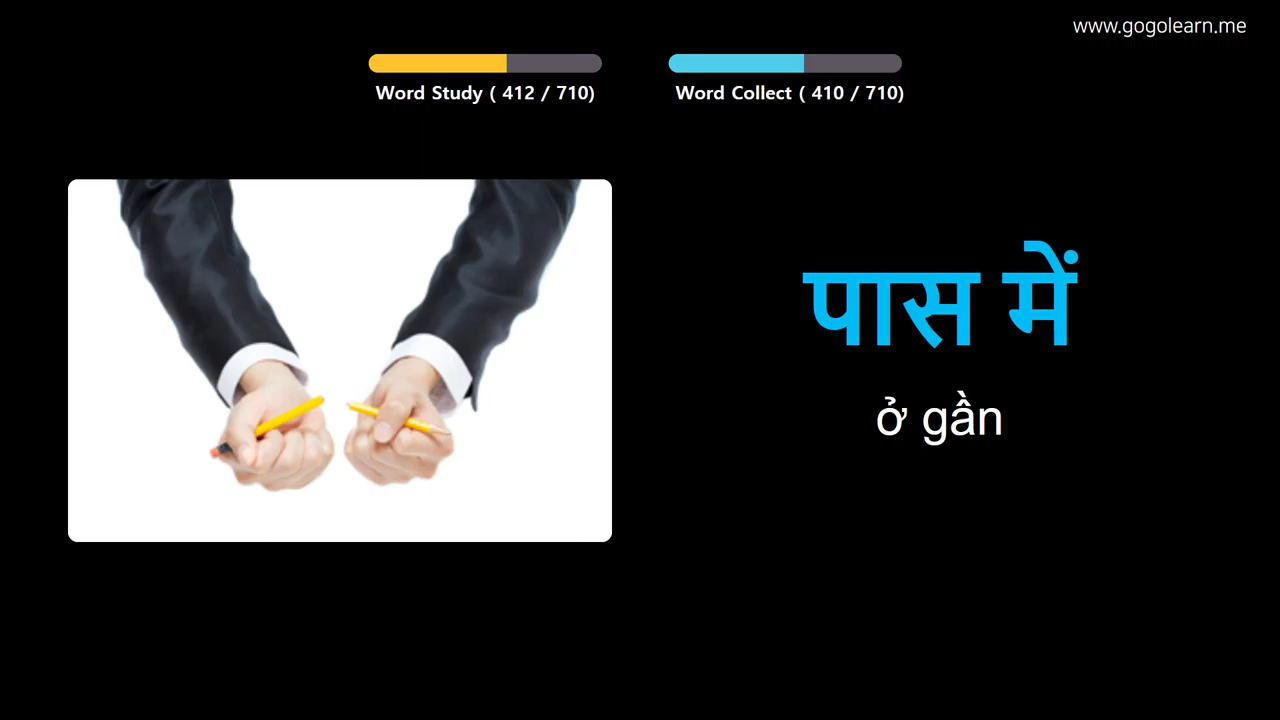 www.gogolearn.me
Word Study ( 412 / 710)
Word Collect ( 410 / 710)
पास में
ở gần